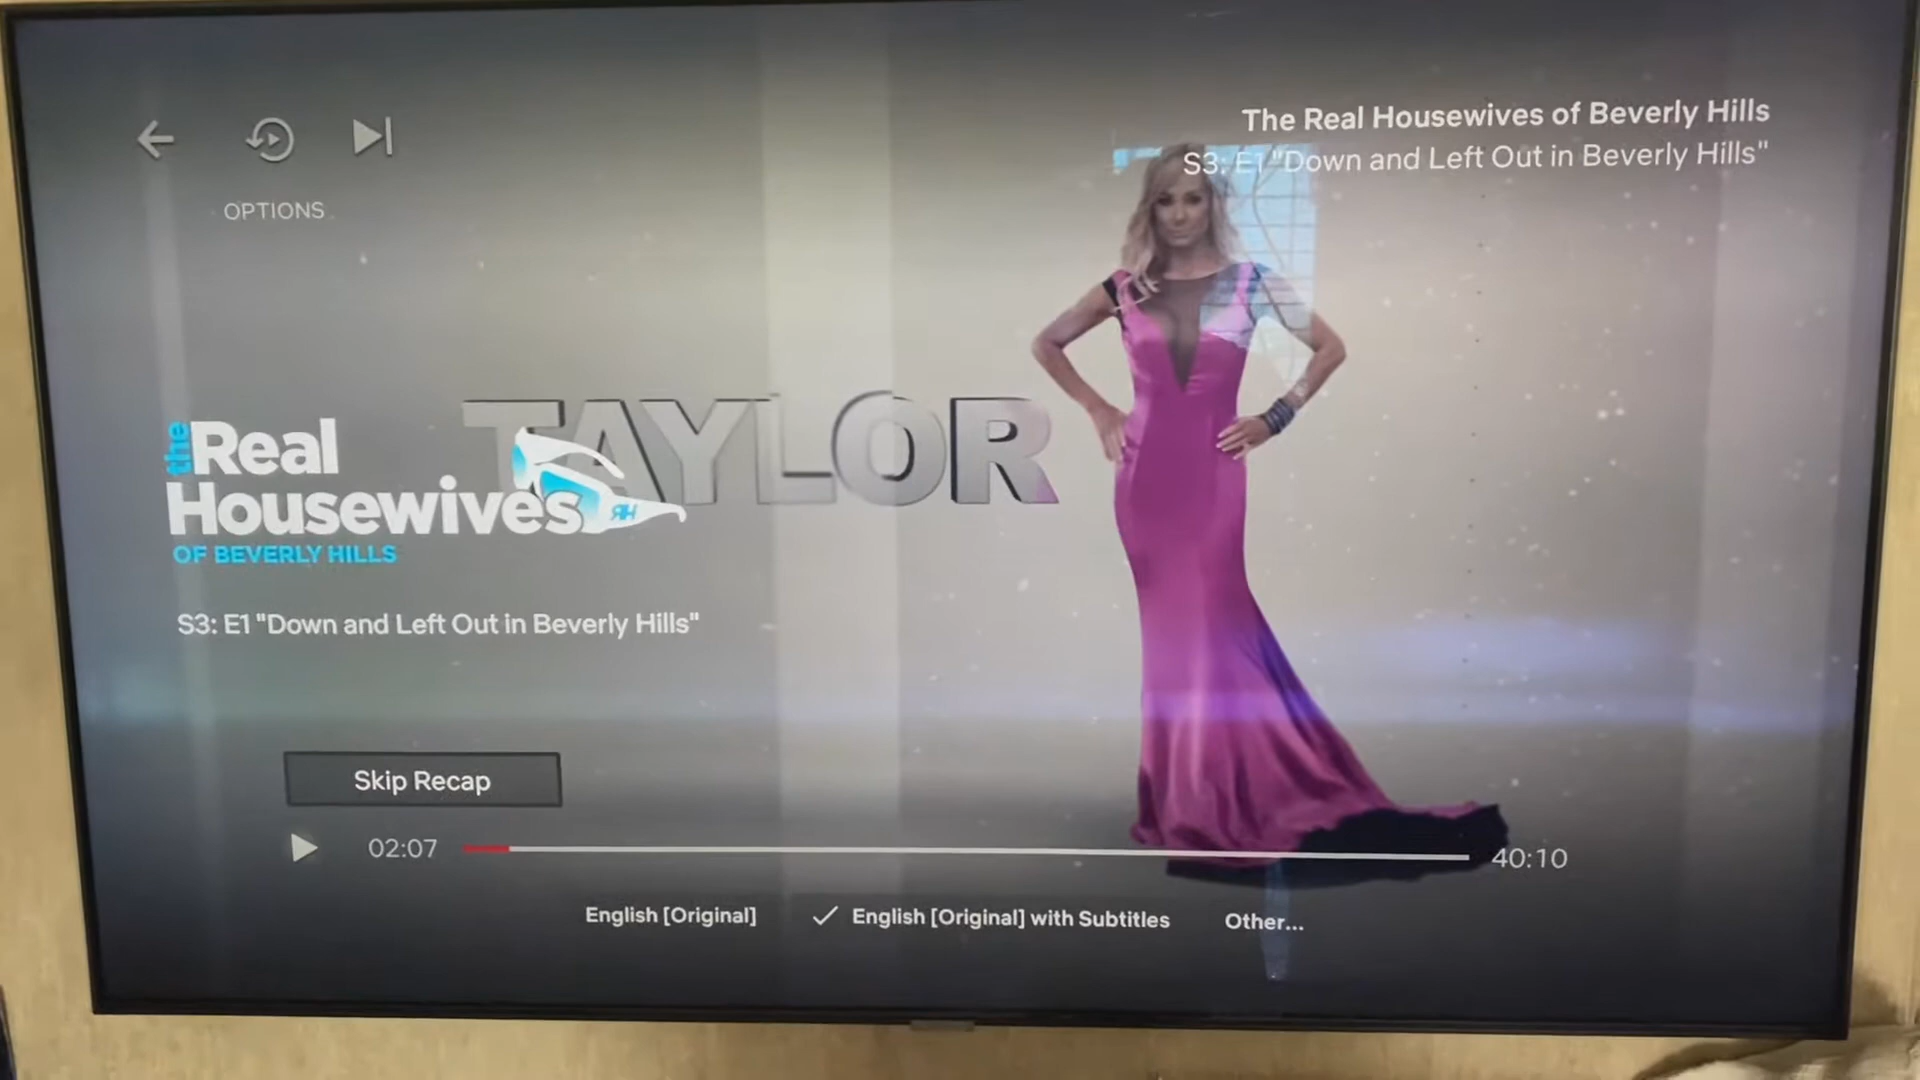 The Real Housewives of Beverly Hills
S3: E1 "Down and Left Out in Beverly Hills"
OPTIONS
TAYLOR
the Real
Housewives
RH
OF BEVERLY HILLS
S3: E1 "Down and Left Out in Beverly Hills"
Skip Recap
02:07
40:10
English [Original]
English [Original] with Subtitles
Other...